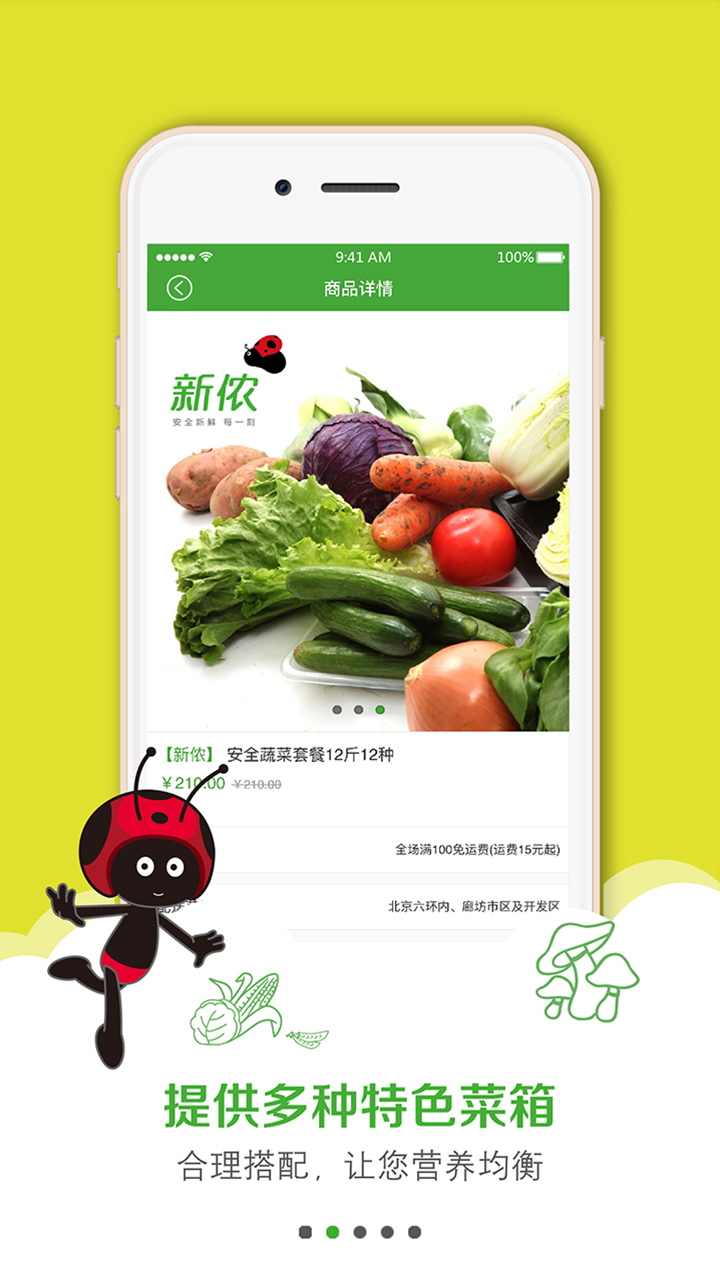 9:41 AM
100%
商品详情
新侬
安全新鲜 每一刻
【新侬】 安全蔬菜套餐12斤12种
¥210.00 ¥210.00
全场满100免运费(运费15元起)
北京六环内、廊坊市区及开发区
提供多种特色菜箱
合理搭配，让您营养均衡